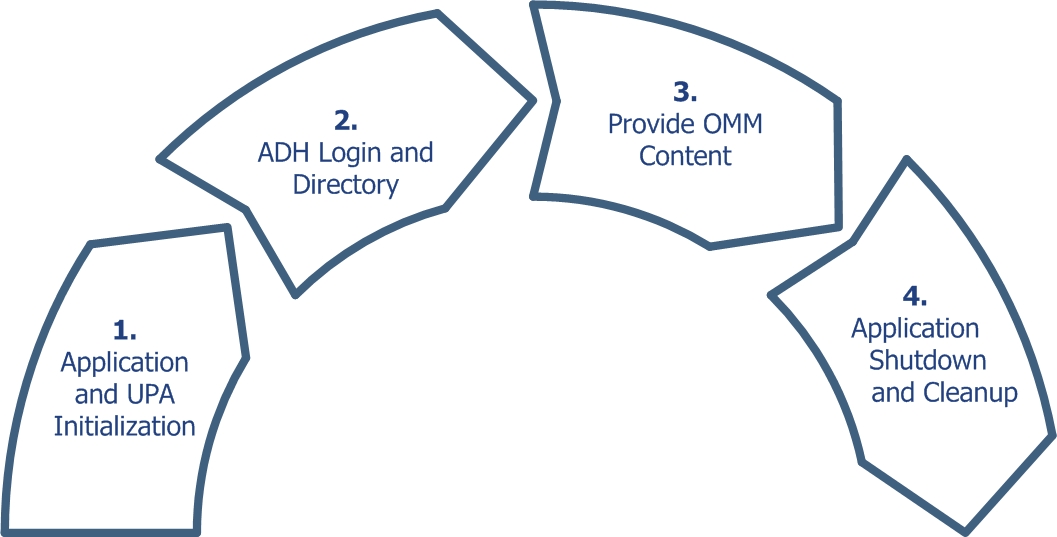 1.
Application
and UPA
Initialization
2.
ADH Login and
Directory
3.
Provide OMM
Content
4.
Application
Shutdown
and Cleanup